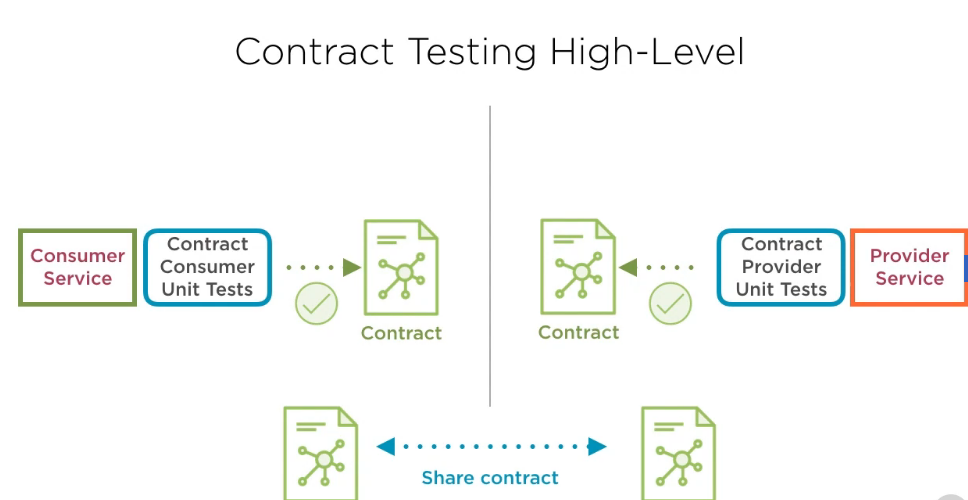 Contract Testing High-Level
Consumer
Service
Contract
Consumer
Unit Tests
Contract
Contract
Contract
Provider
Unit Tests
Provider
Service
Share contract